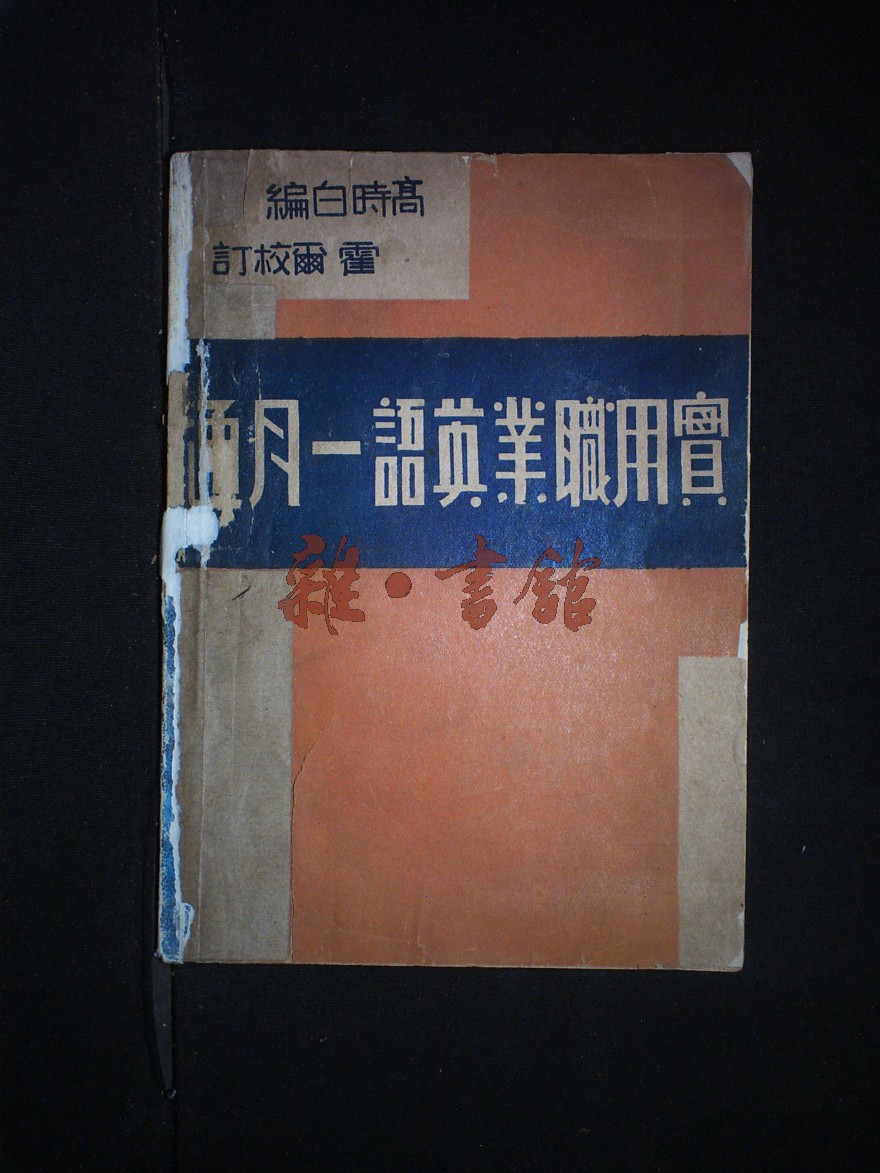 高時白編
霍爾校訂
實用職業英語一月通
雜·書館